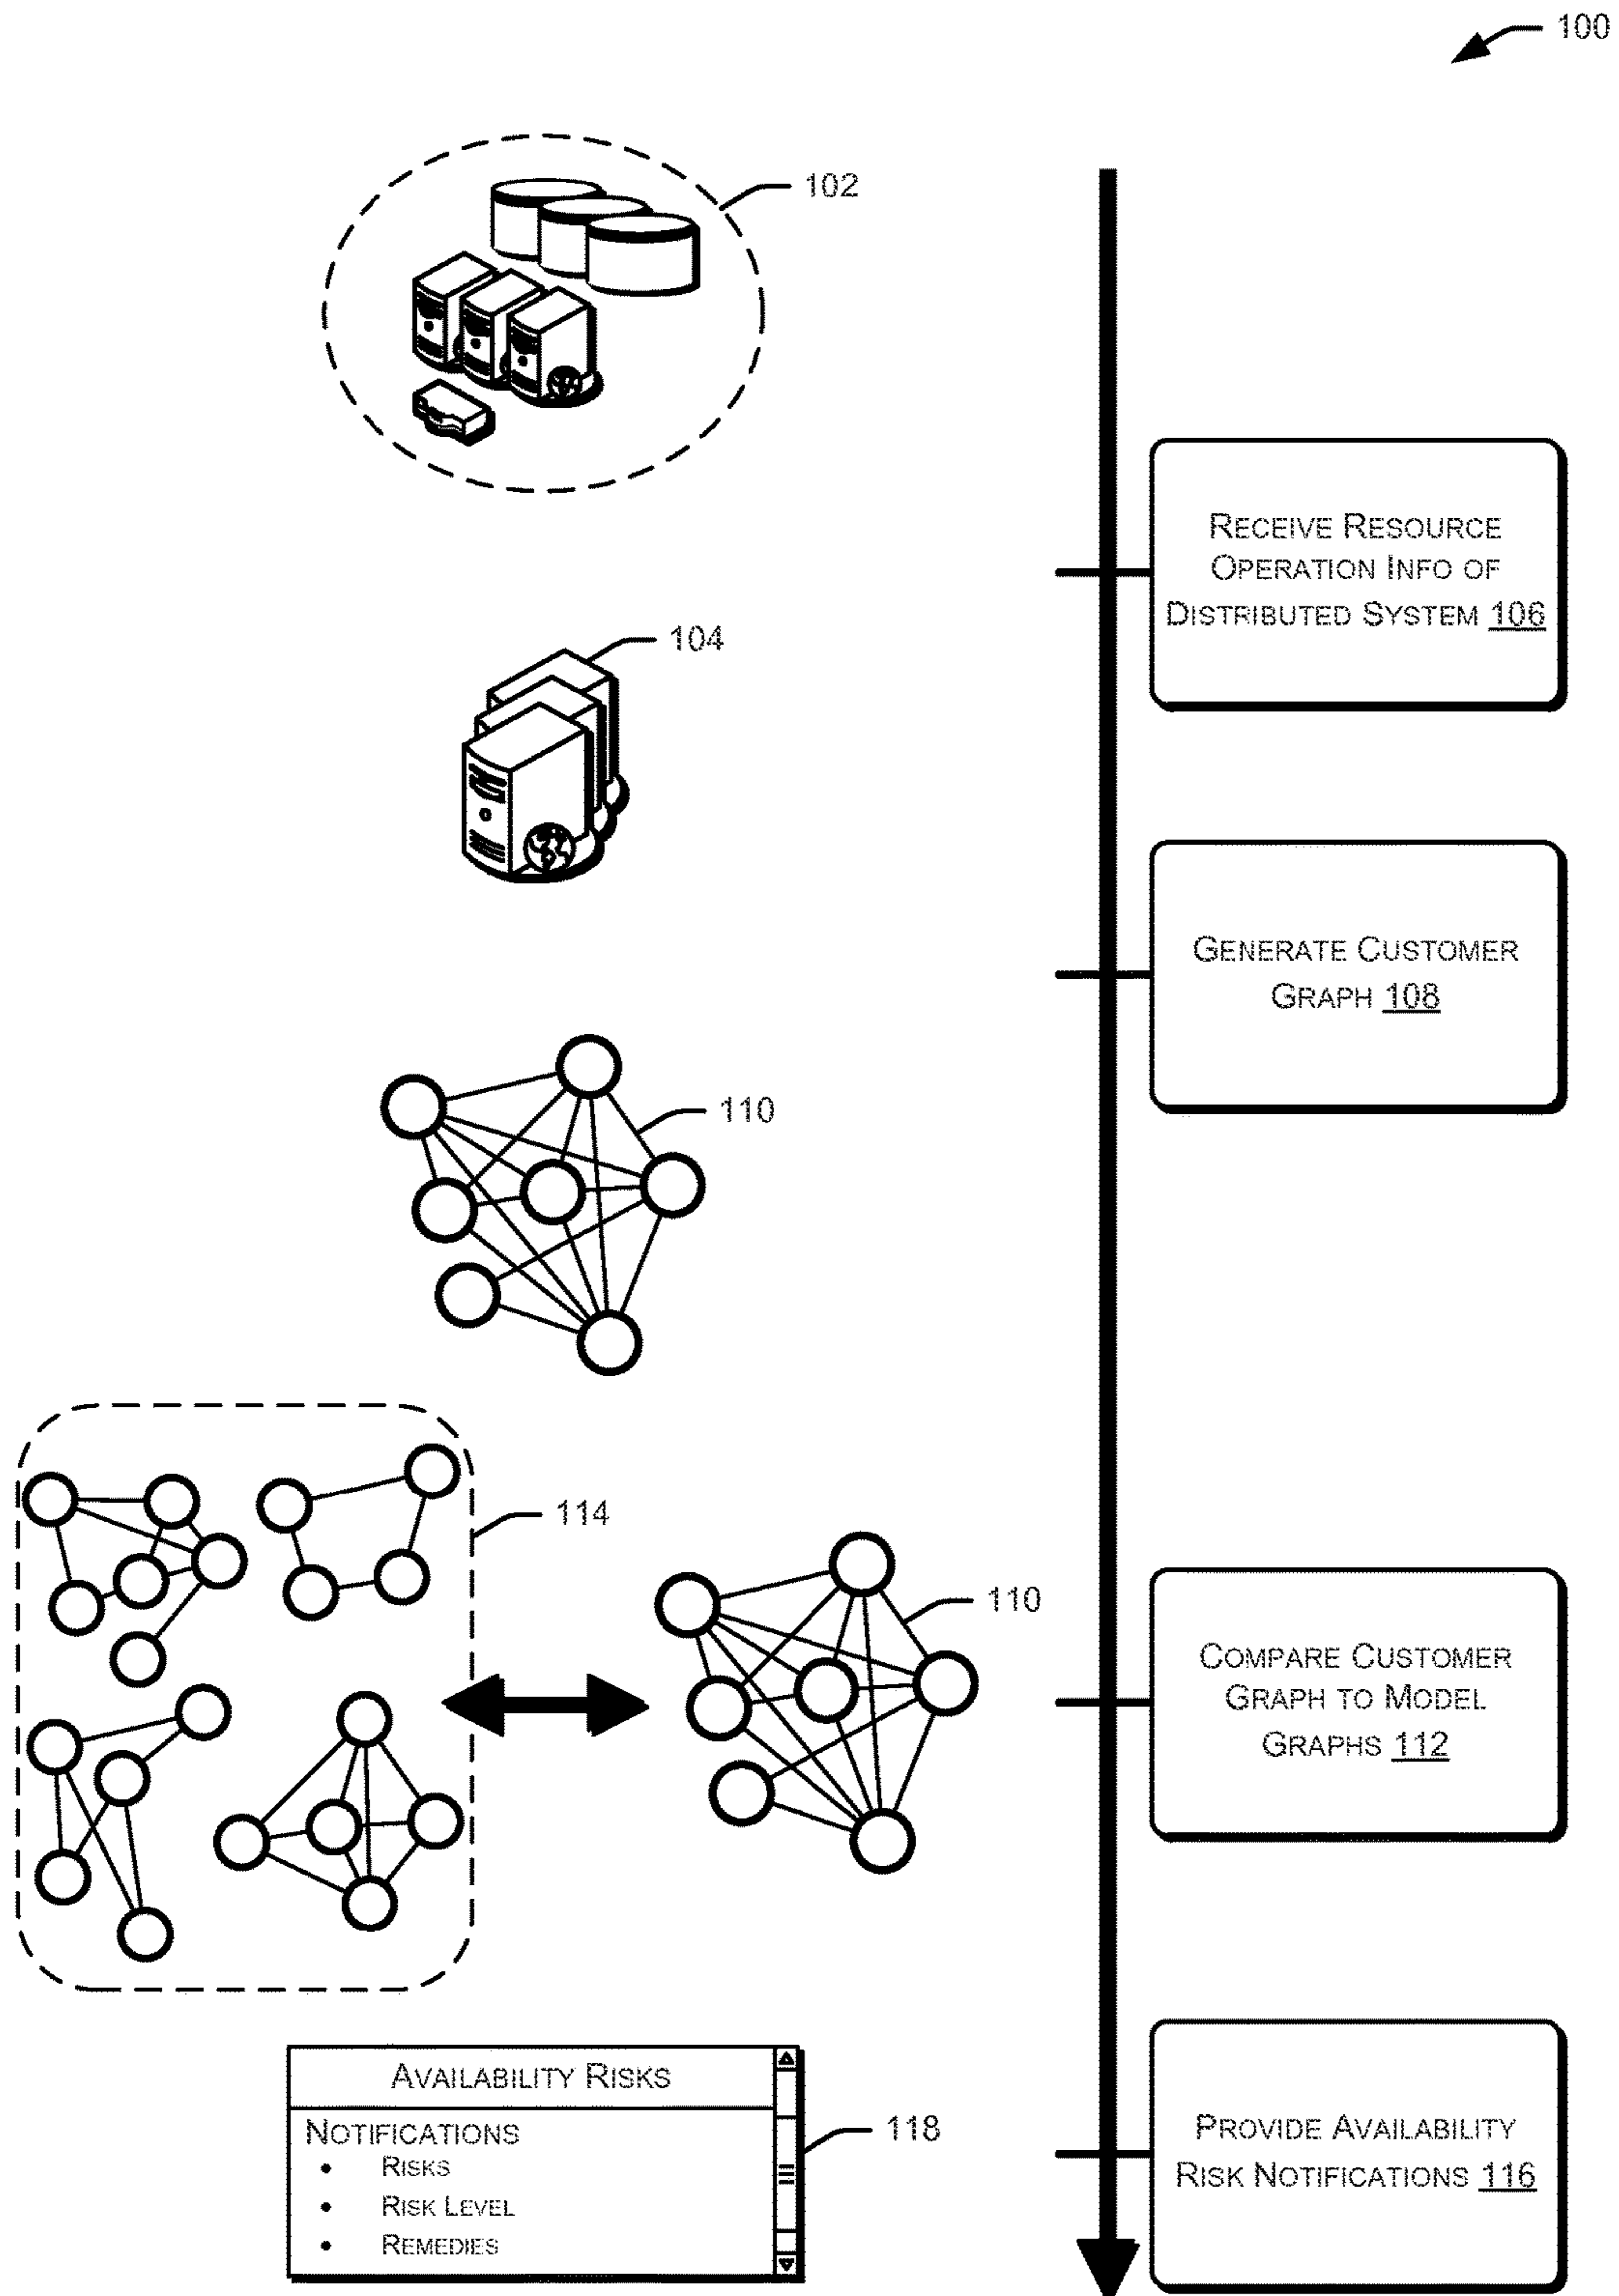 100
102
RECEIVE RESOURCE
OPERATION INFO OF
DISTRIBUTED SYSTEM 106
104
GENERATE CUSTOMER
GRAPH 108
110
114
110
COMPARE CUSTOMER
GRAPH TO MODEL
GRAPHS 112
AVAILABILITY RISKS
NOTIFICATIONS
• RISKS
• RISK LEVEL
• REMEDIES
118
PROVIDE AVAILABILITY
RISK NOTIFICATIONS 116